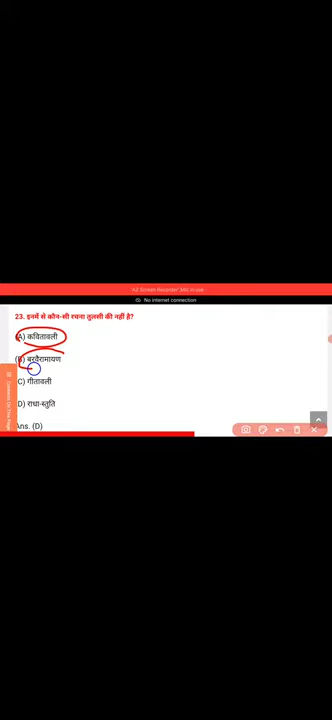 "AZ Screen Recorder",Mic in use
No internet connection
23. इनमें से कौन-सी रचना तुलसी की नहीं है?
(A) कवितावली
(B) बरवैरामायण
(C) गीतावली
(D) राधा-स्तुति
Ans. (D)